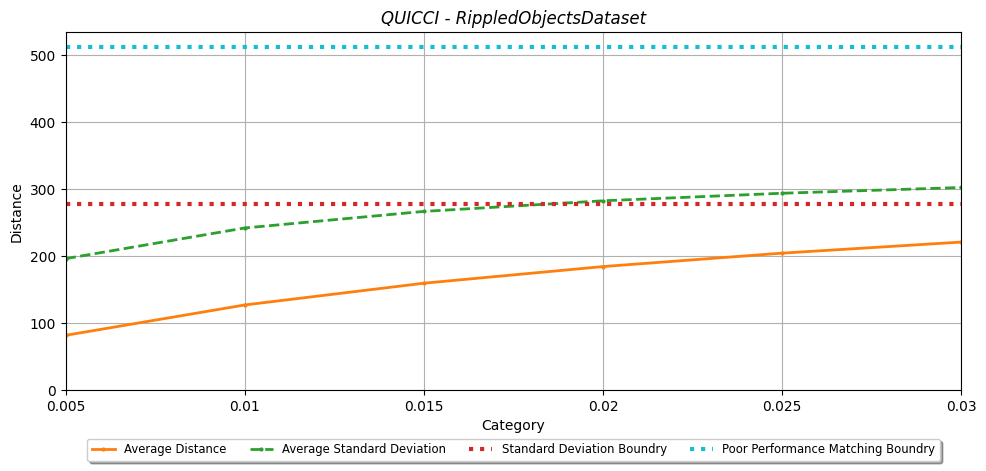 QUICCI - RippledObjectsDataset
500
400
300
200
100
0
Distance
0.005 0.01 0.015 0.02 0.025 0.03
Category
Average Distance Average Standard Deviation Standard Deviation Boundry Poor Performance Matching Boundry